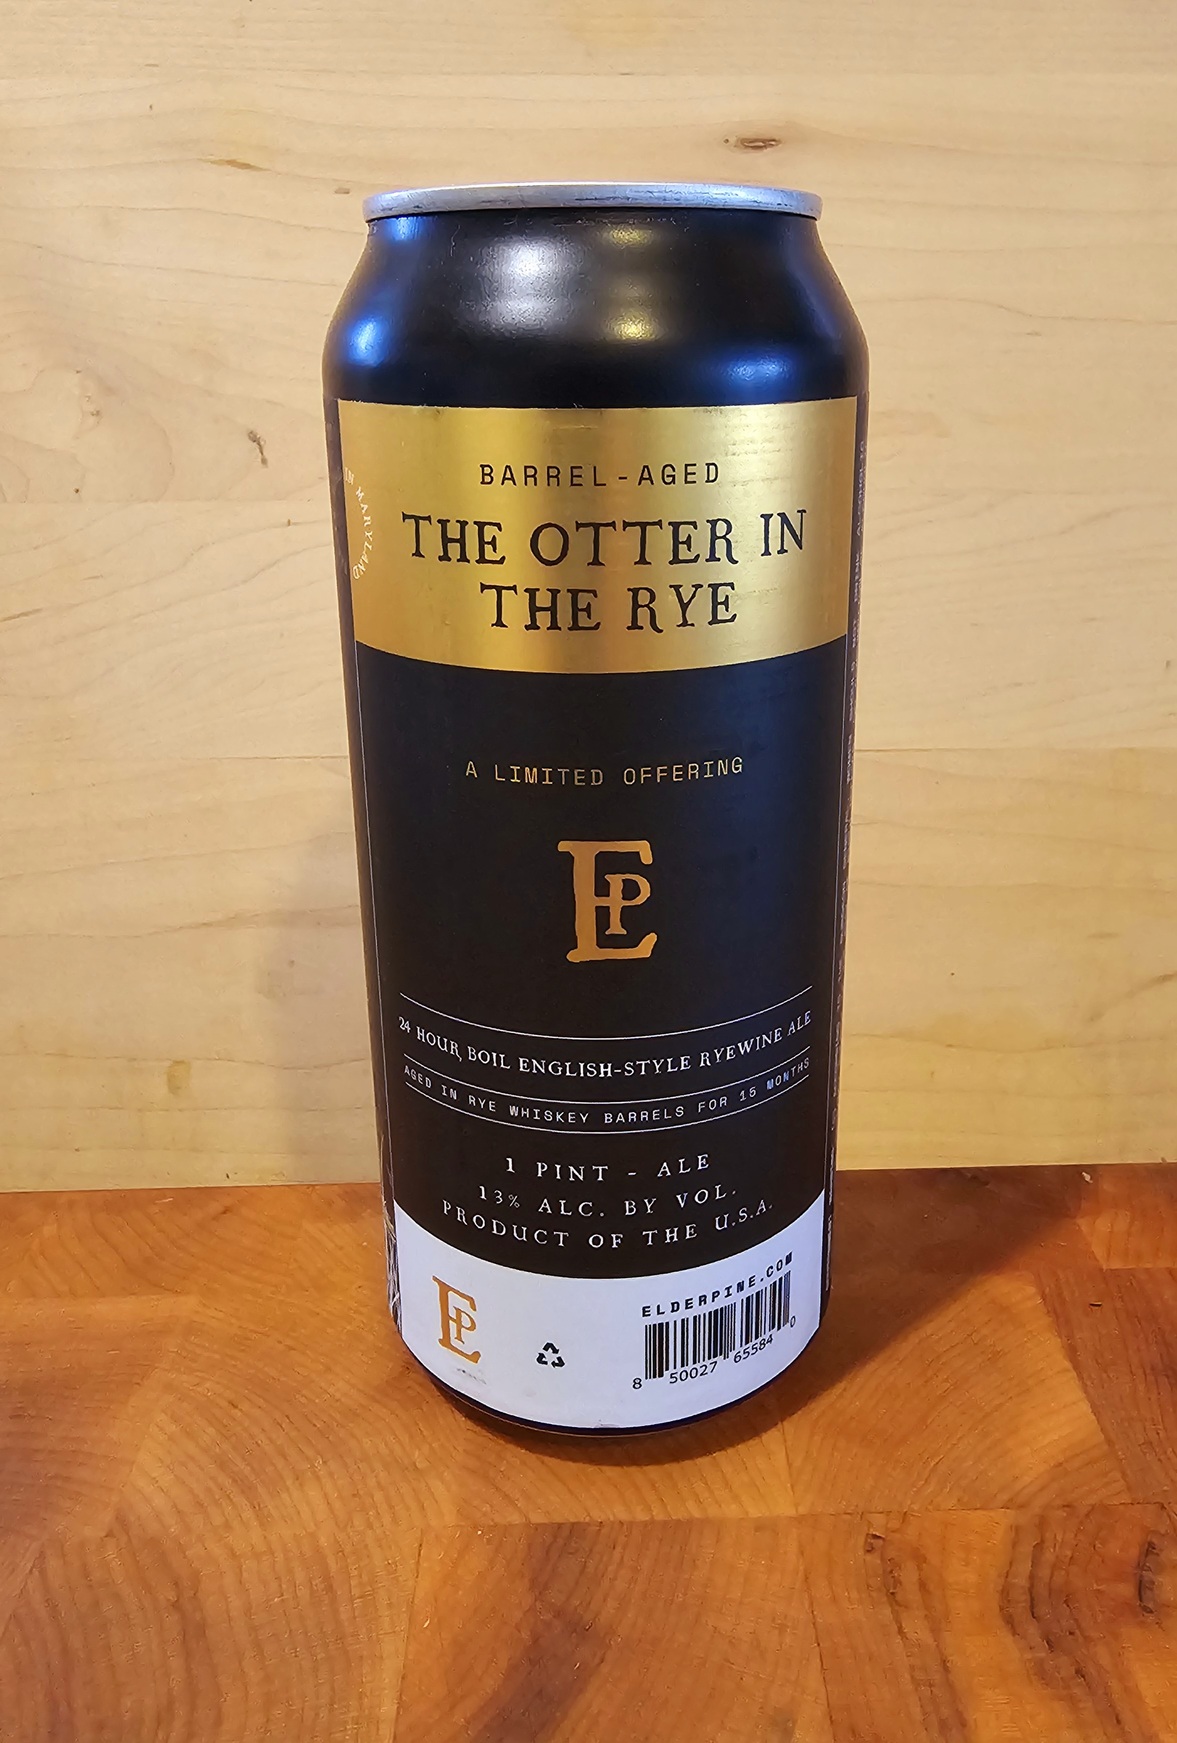 BARREL-AGED
THE OTTER IN
THE RYE
IN MARYLAND
A LIMITED OFFERING
EP
24 HOUR BOIL ENGLISH-STYLE RYEWINE ALE
AGED IN RYE WHISKEY BARRELS FOR 15 MONTHS
1 PINT - ALE
13% ALC. BY VOL.
PRODUCT OF THE U.S.A.
EP
ELDERPINE.COM
8 50027 65584 0